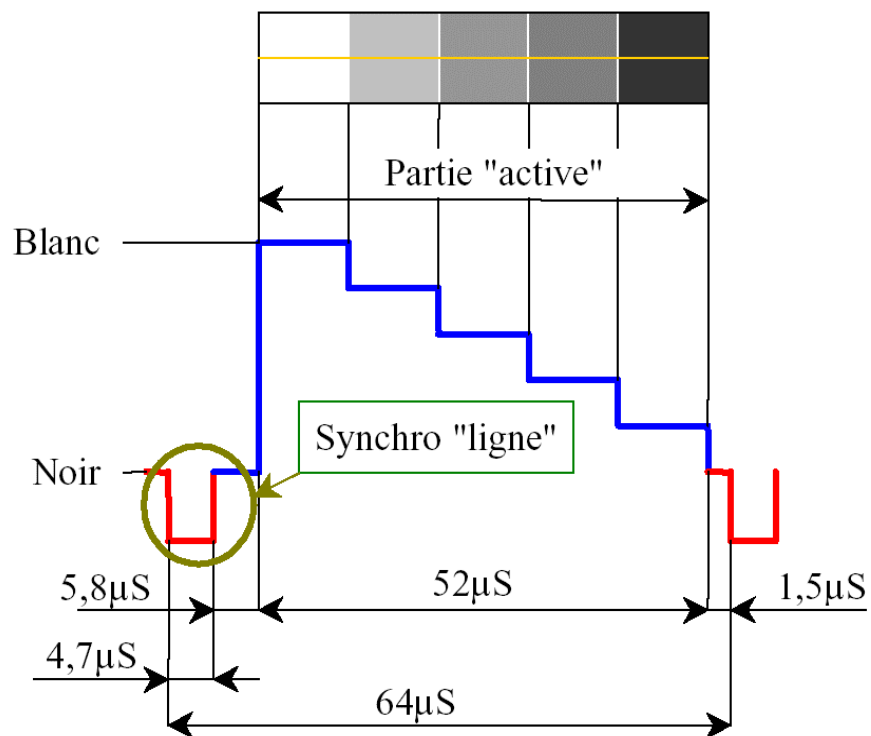 Partie "active"
Blanc
Synchro "ligne"
Noir
5,8µS
52µS
1,5µS
4,7µS
64µS